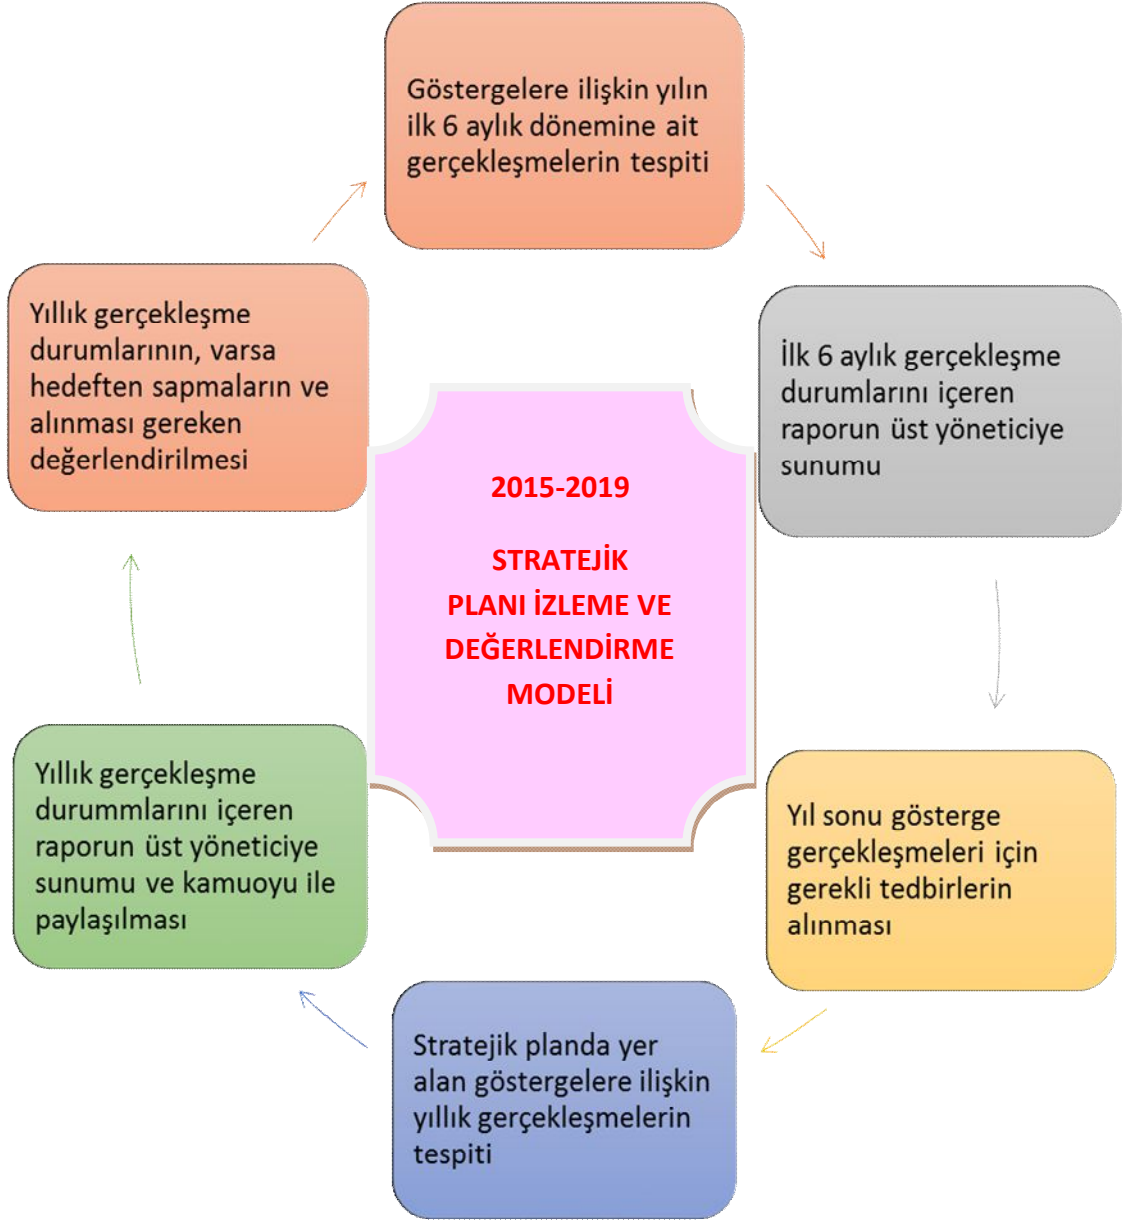 Göstergelere ilişkin yılın
ilk 6 aylık dönemine ait
gerçekleşmelerin tespiti
İlk 6 aylık gerçekleşme
durumlarını içeren
raporun üst yöneticiye
sunumu
Yıl sonu gösterge
gerçekleşmeleri için
gerekli tedbirlerin
alınması
Stratejik planda yer
alan göstergelere ilişkin
yıllık gerçekleşmelerin
tespiti
Yıllık gerçekleşme
durummlarını içeren
raporun üst yöneticiye
sunumu ve kamuoyu ile
paylaşılması
Yıllık gerçekleşme
durumlarının, varsa
hedeften sapmaların ve
alınması gereken
değerlendirilmesi
2015-2019
STRATEJİK
PLANI İZLEME VE
DEĞERLENDİRME
MODELİ